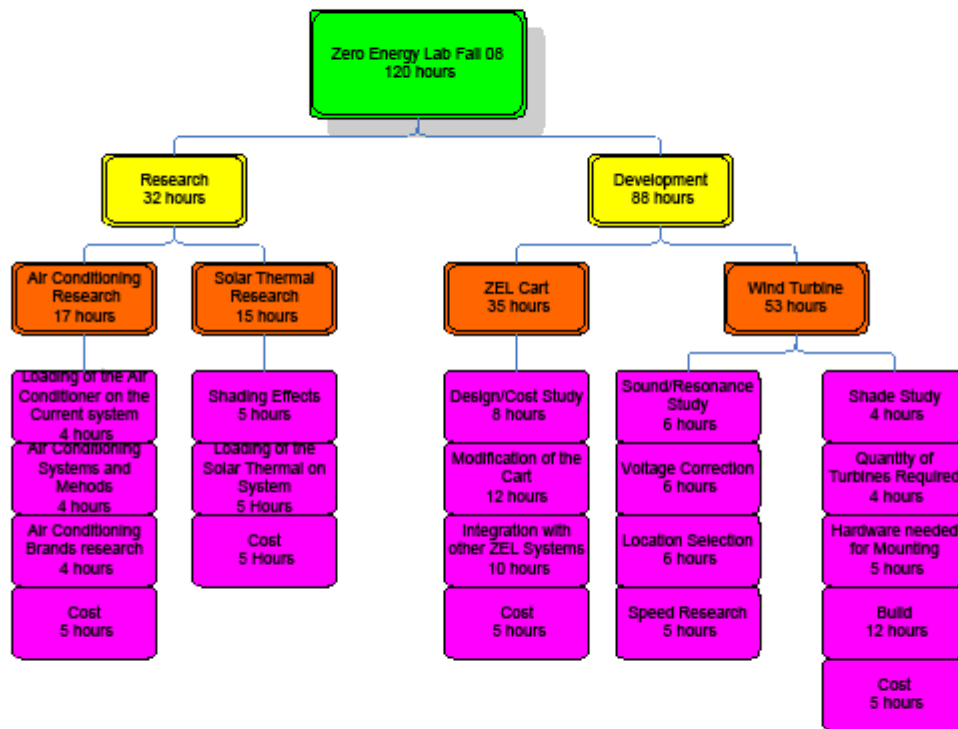 Zero Energy Lab Fall 08
120 hours
Research
32 hours
Development
88 hours
Air Conditioning
Research
17 hours
Solar Thermal
Research
15 hours
ZEL Cart
35 hours
Wind Turbine
53 hours
Loading of the Air
Conditioner on the
Current system
4 hours
Air Conditioning
Systems and
Mehods
4 hours
Air Conditioning
Brands research
4 hours
Cost
5 hours
Shading Effects
5 hours
Loading of the
Solar Thermal on
System
5 Hours
Cost
5 Hours
Design/Cost Study
8 hours
Modification of the
Cart
12 hours
Integration with
other ZEL Systems
10 hours
Cost
5 hours
Sound/Resonance
Study
6 hours
Voltage Correction
6 hours
Location Selection
6 hours
Speed Research
5 hours
Shade Study
4 hours
Quantity of
Turbines Required
4 hours
Hardware needed
for Mounting
5 hours
Build
12 hours
Cost
5 hours